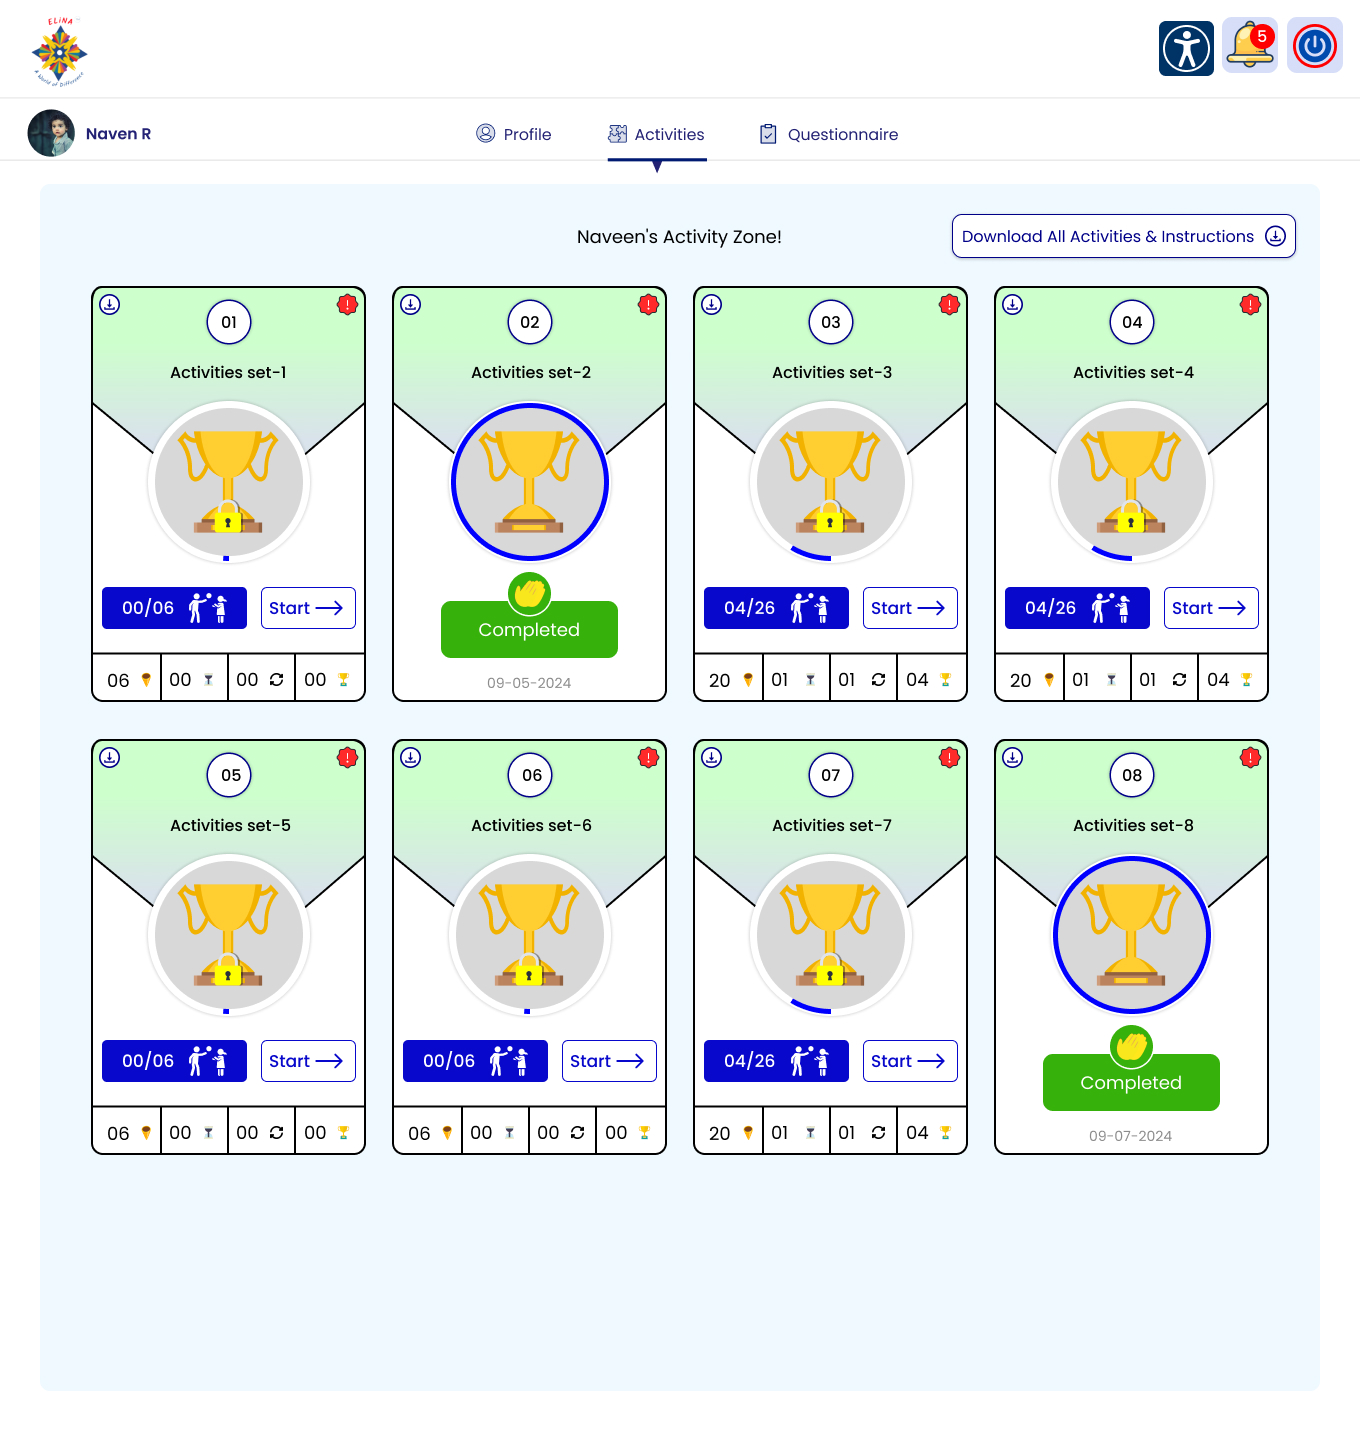 ELINA
A World of Difference
5
Naven R
Profile
Activities
Questionnaire
Naveen's Activity Zone!
Download All Activities & Instructions
01
Activities set-1
00/06
Start
06 00 00 00
02
Activities set-2
Completed
09-05-2024
03
Activities set-3
04/26
Start
20 01 01 04
04
Activities set-4
04/26
Start
20 01 01 04
05
Activities set-5
00/06
Start
06 00 00 00
06
Activities set-6
00/06
Start
06 00 00 00
07
Activities set-7
04/26
Start
20 01 01 04
08
Activities set-8
Completed
09-07-2024